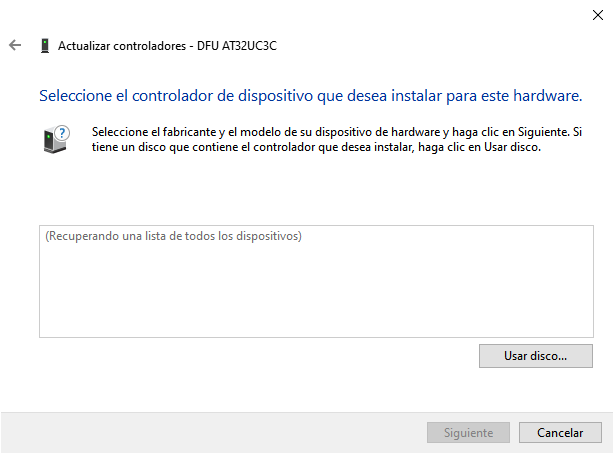 Actualizar controladores - DFU AT32UC3C
Seleccione el controlador de dispositivo que desea instalar para este hardware.
Seleccione el fabricante y el modelo de su dispositivo de hardware y haga clic en Siguiente. Si
tiene un disco que contiene el controlador que desea instalar, haga clic en Usar disco.
(Recuperando una lista de todos los dispositivos)
Usar disco...
Siguiente
Cancelar